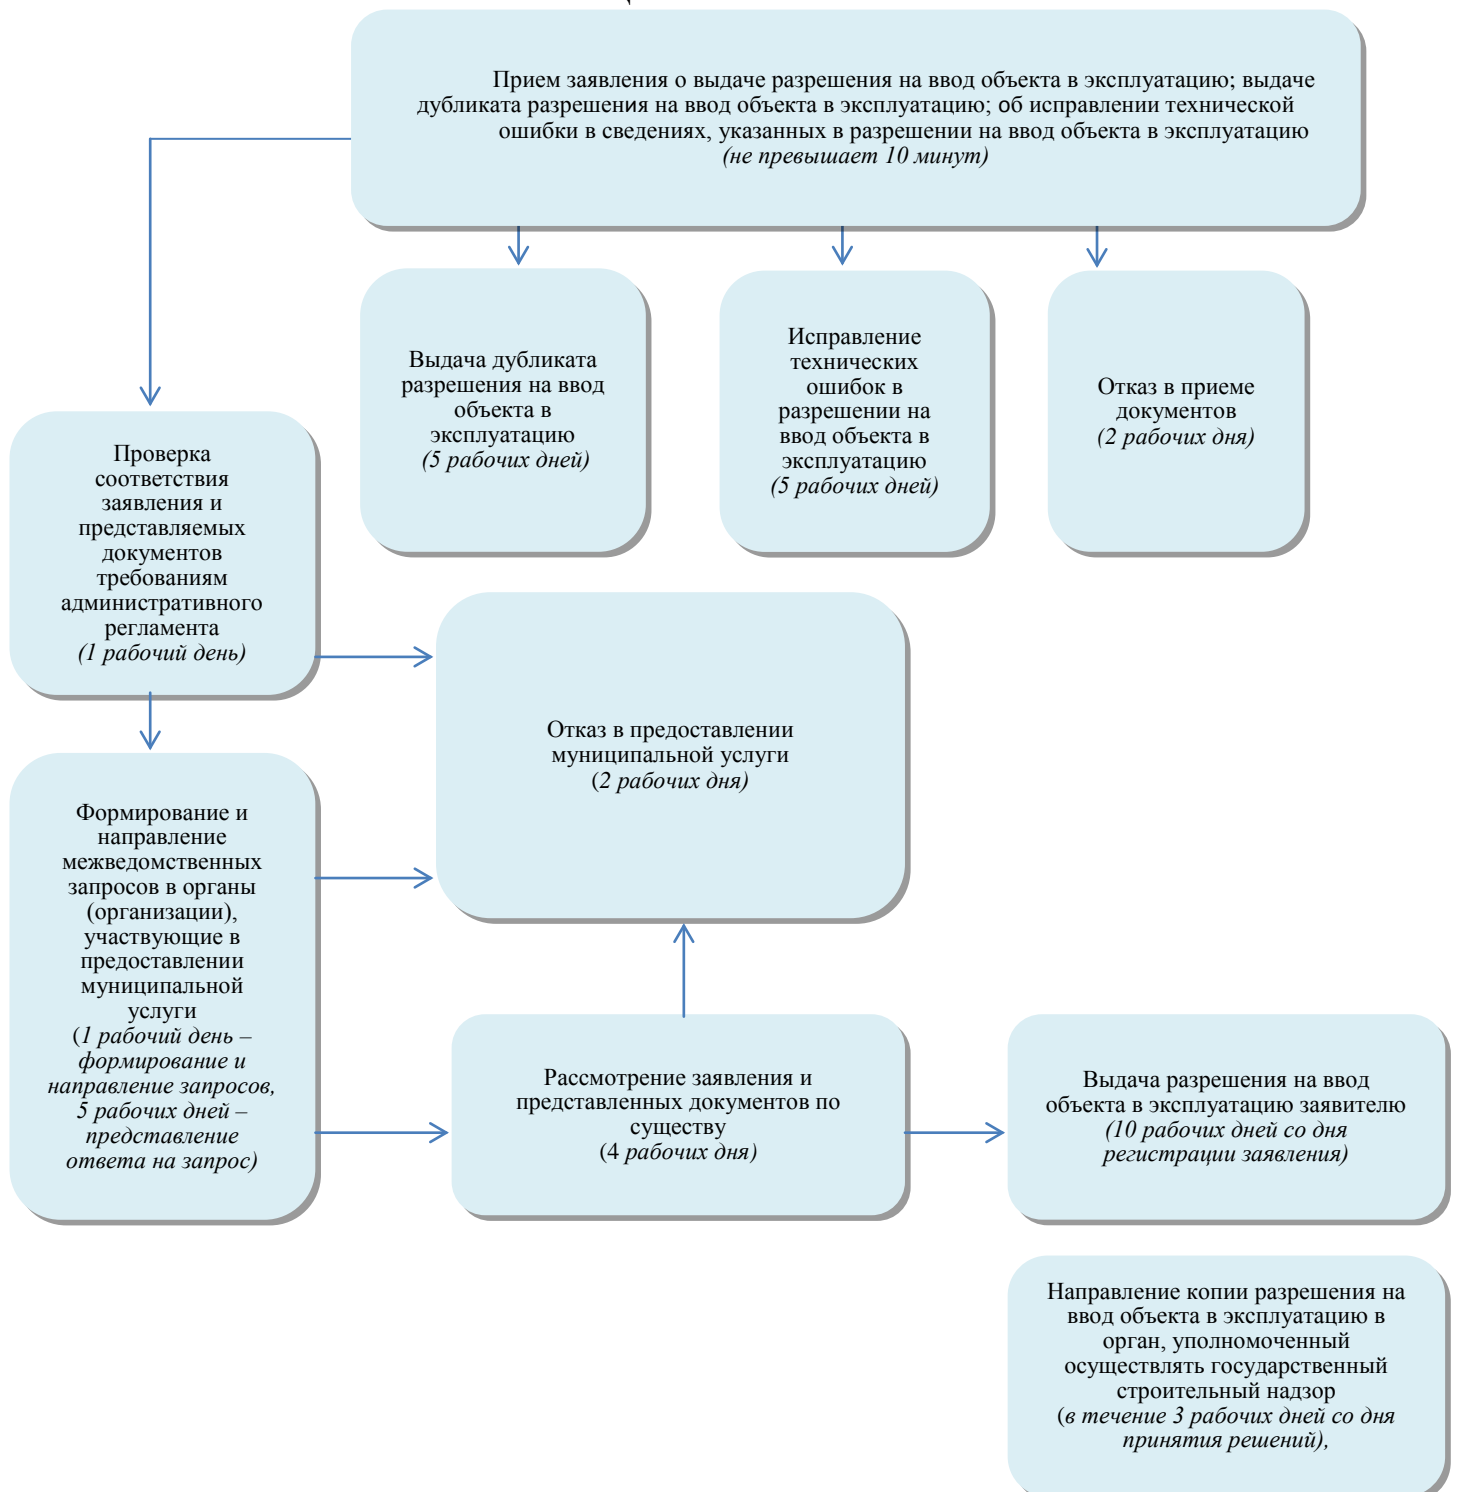 Прием заявления о выдаче разрешения на ввод объекта в эксплуатацию; выдаче
дубликата разрешения на ввод объекта в эксплуатацию; об исправлении технической
ошибки в сведениях, указанных в разрешении на ввод объекта в эксплуатацию
(не превышает 10 минут)
Выдача дубликата
разрешения на ввод
объекта в
эксплуатацию
(5 рабочих дней)
Исправление
технических
ошибок в
разрешении на
ввод объекта в
эксплуатацию
(5 рабочих дней)
Отказ в приеме
документов
(2 рабочих дня)
Проверка
соответствия
заявления и
представляемых
документов
требованиям
административного
регламента
(1 рабочий день)
Отказ в предоставлении
муниципальной услуги
(2 рабочих дня)
Формирование и
направление
межведомственных
запросов в органы
(организации),
участвующие в
предоставлении
муниципальной
услуги
(1 рабочий день –
формирование и
направление запросов,
5 рабочих дней –
представление
ответа на запрос)
Рассмотрение заявления и
представленных документов по
существу
(4 рабочих дня)
Выдача разрешения на ввод
объекта в эксплуатацию заявителю
(10 рабочих дней со дня
регистрации заявления)
Направление копии разрешения на
ввод объекта в эксплуатацию в
орган, уполномоченный
осуществлять государственный
строительный надзор
(в течение 3 рабочих дней со дня
принятия решений),